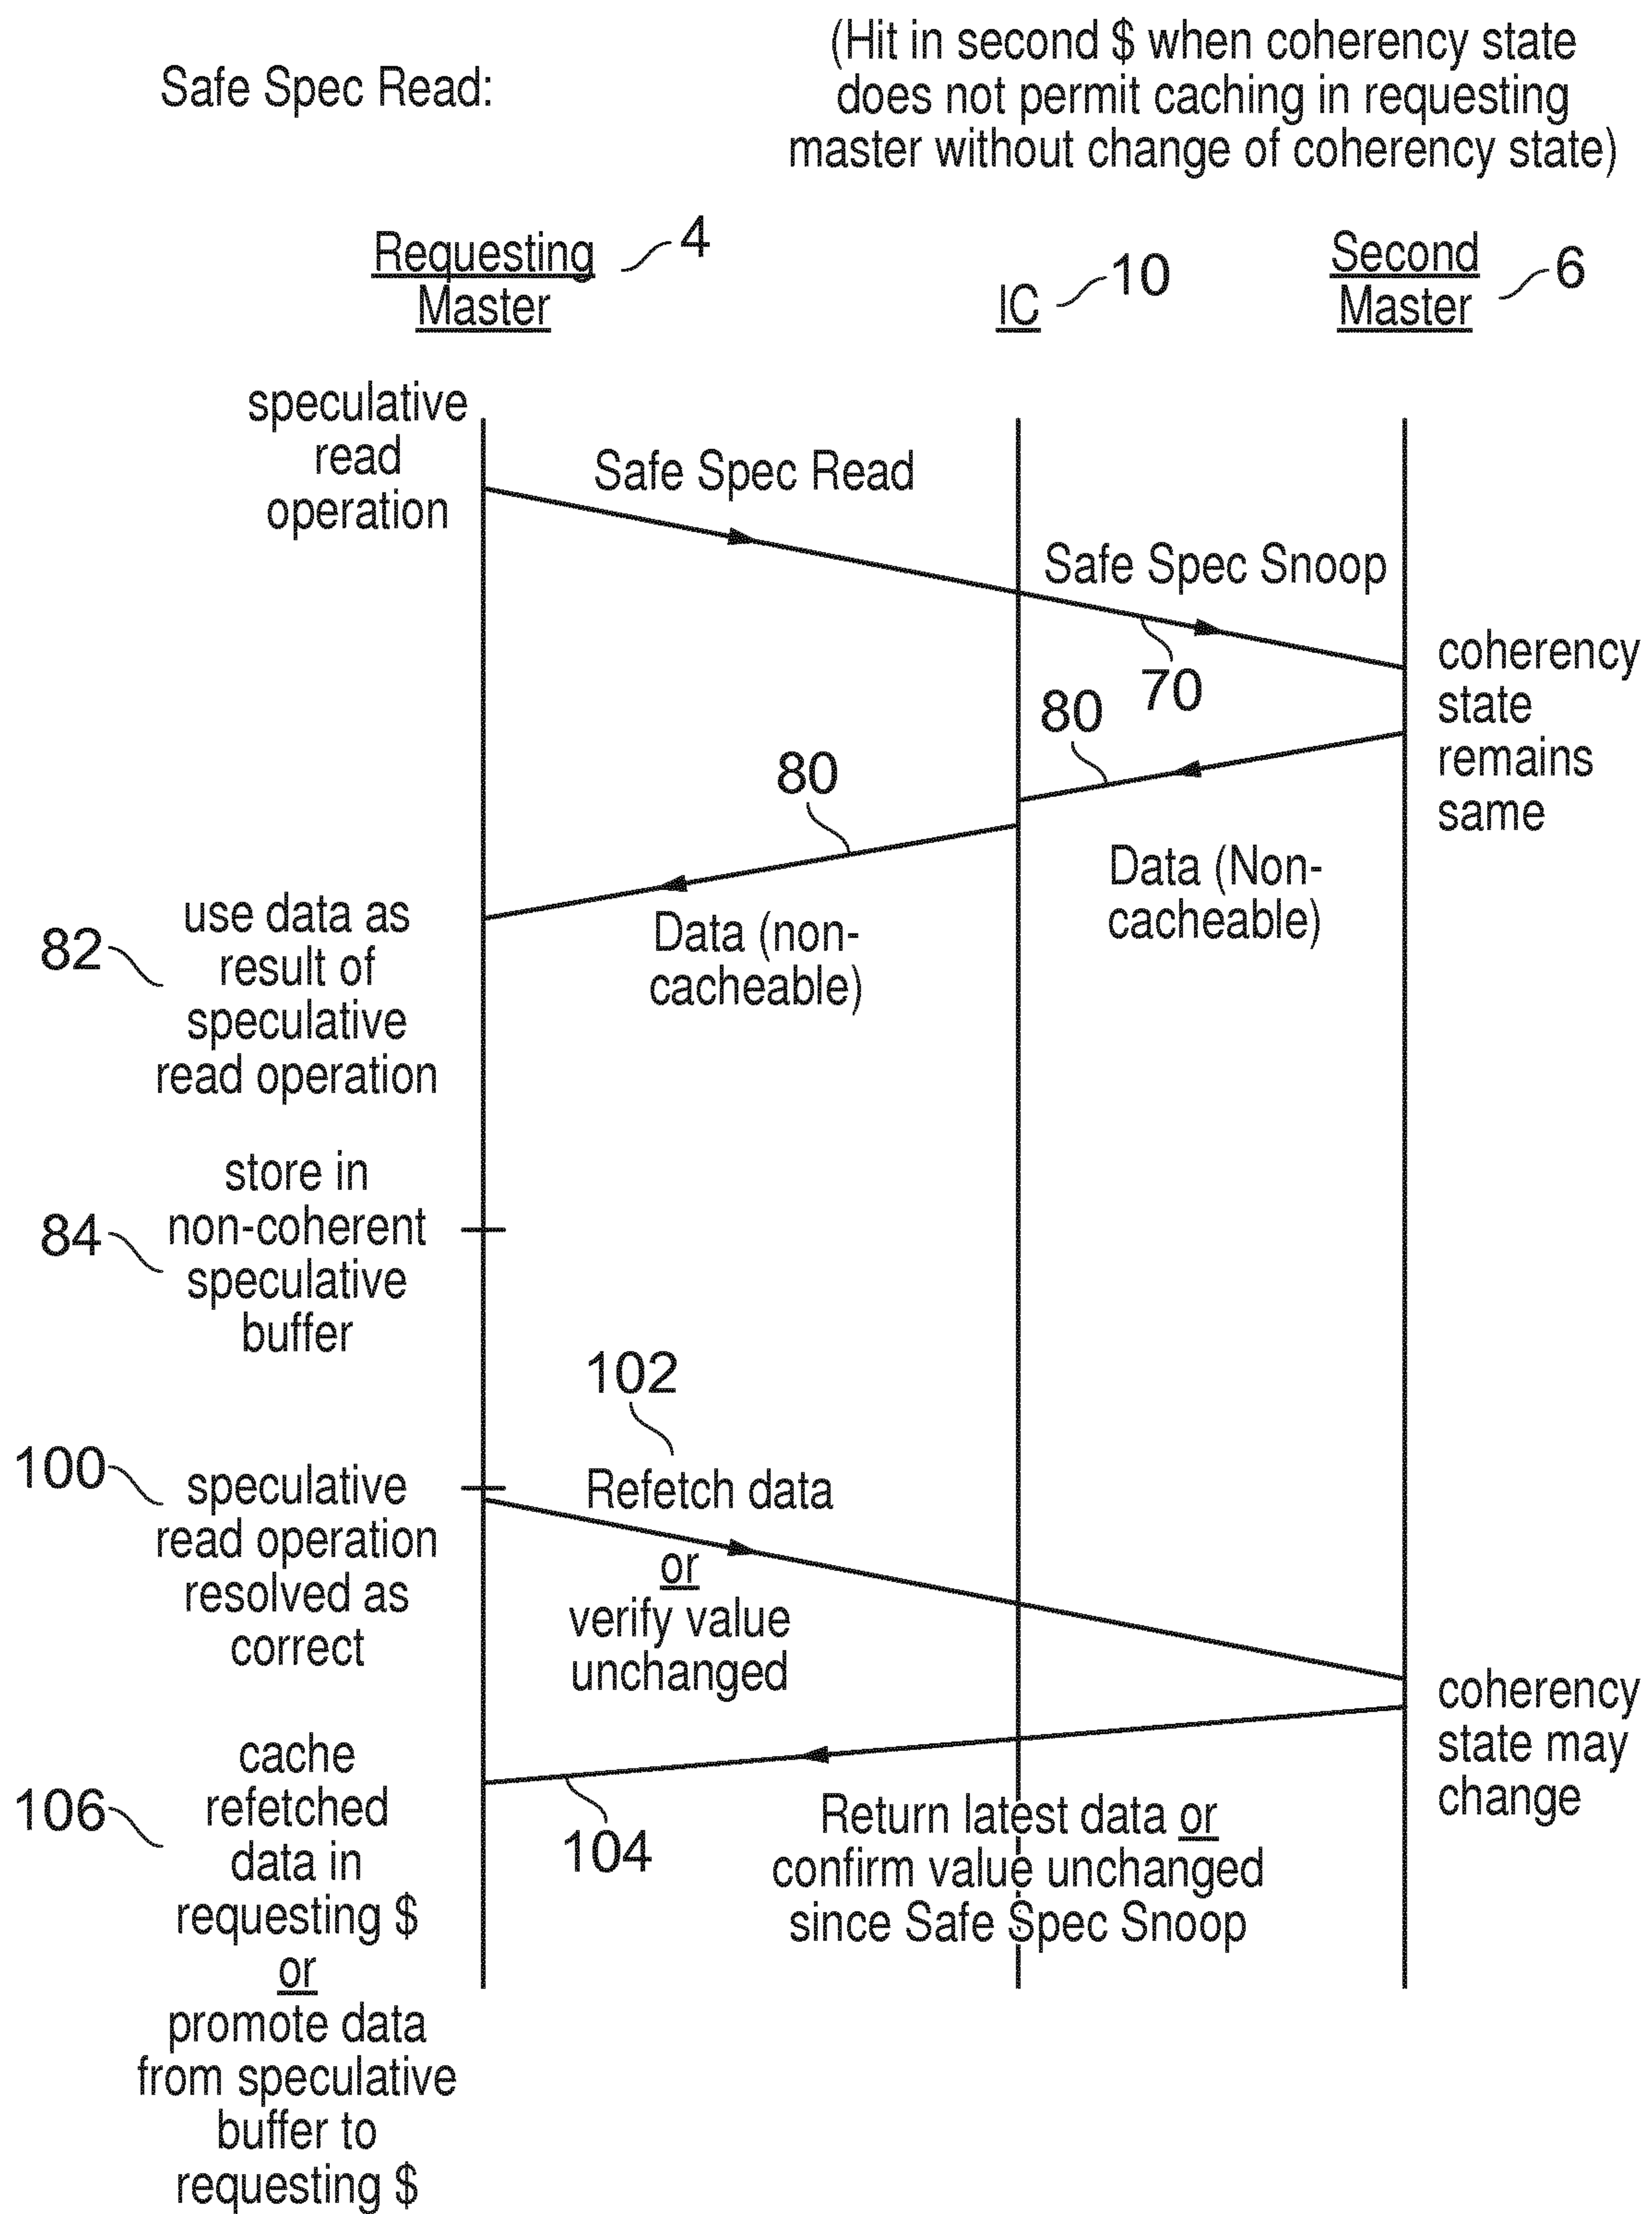 Safe Spec Read:
(Hit in second $ when coherency state
does not permit caching in requesting
master without change of coherency state)
Requesting
Master
4
IC
10
Second
Master
6
speculative
read
operation
Safe Spec Read
Safe Spec Snoop
70
coherency
state
remains
same
80
80
Data (Non-
cacheable)
Data (non-
cacheable)
82
use data as
result of
speculative
read operation
84
store in
non-coherent
speculative
buffer
100
speculative
read operation
resolved as
correct
102
Refetch data
or
verify value
unchanged
coherency
state may
change
104
Return latest data or
confirm value unchanged
since Safe Spec Snoop
106
cache
refetched
data in
requesting $
or
promote data
from speculative
buffer to
requesting $